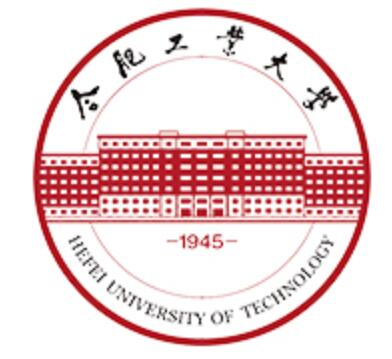 合肥工业大学
-1945-
HEFEI UNIVERSITY OF TECHNOLOGY